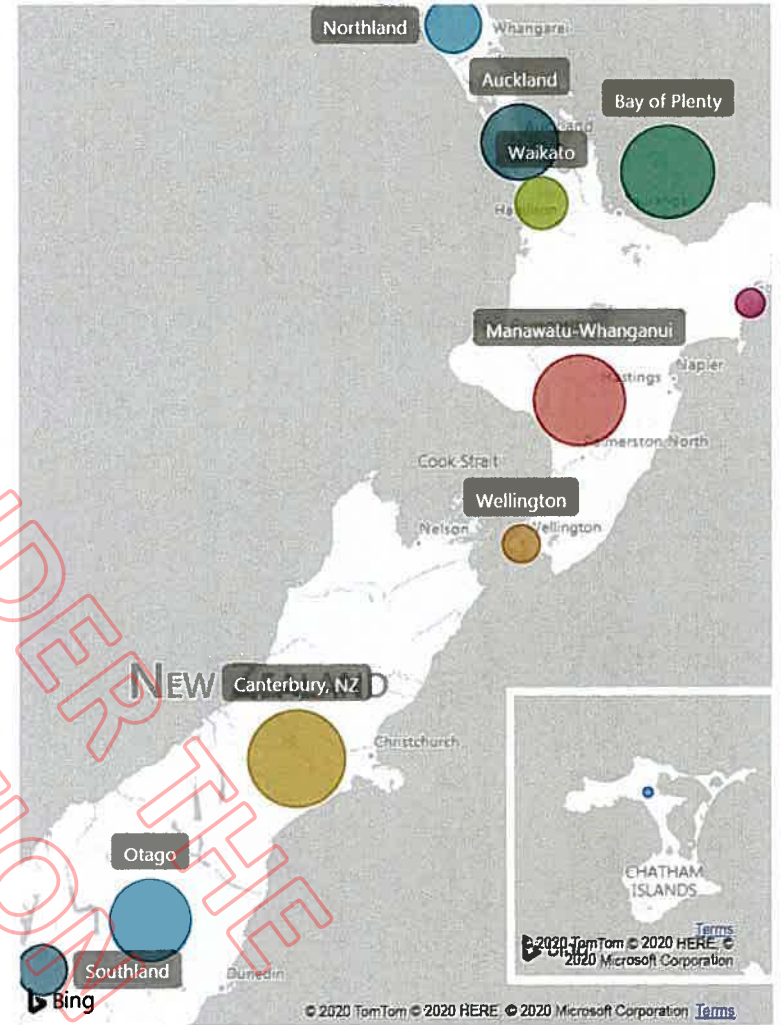 Northland
Whangarei
Auckland
Bay of Plenty
Waikato
Manawatu-Whanganui
Napier
Cook Strait
Wellington
Nelson
NEW
Canterbury, NZ
Christchurch
Otago
CHATHAM
ISLANDS
Terms
© 2020 TomTom © 2020 HERE, ©
2020 Microsoft Corporation
Southland
Dunedin
Bing
© 2020 TomTom © 2020 HERE, © 2020 Microsoft Corporation Terms
UNDER THE